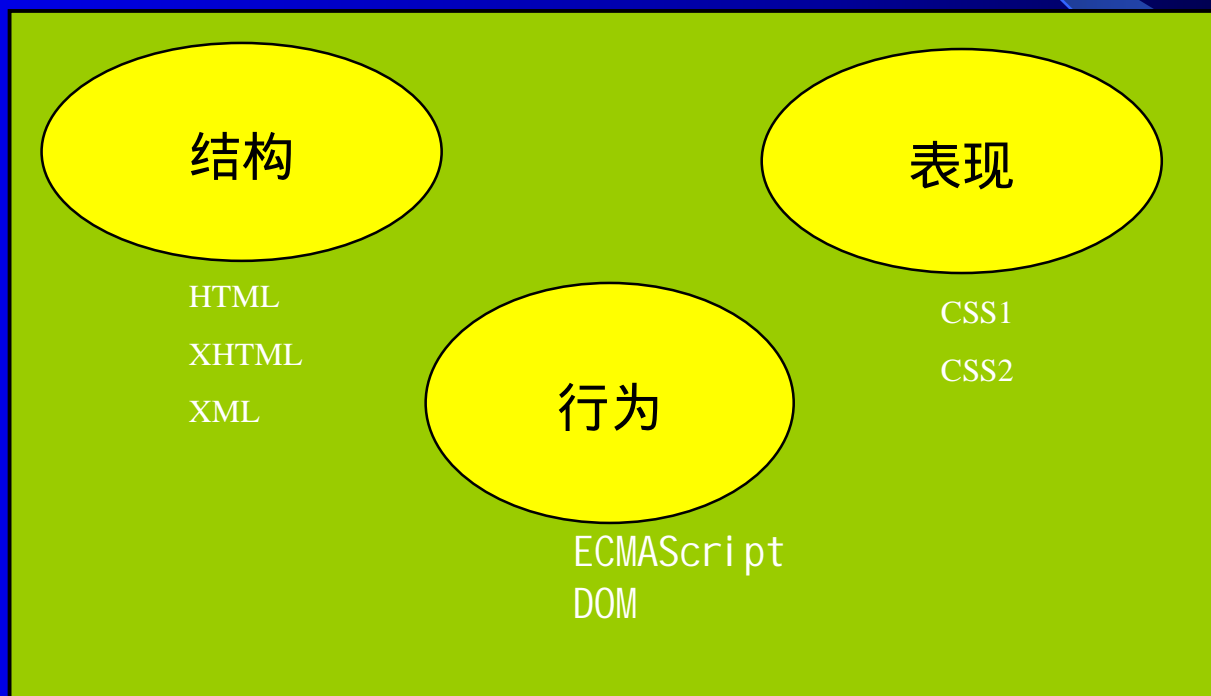 结构
HTML
XHTML
XML
表现
CSS1
CSS2
行为
ECMAScript
DOM